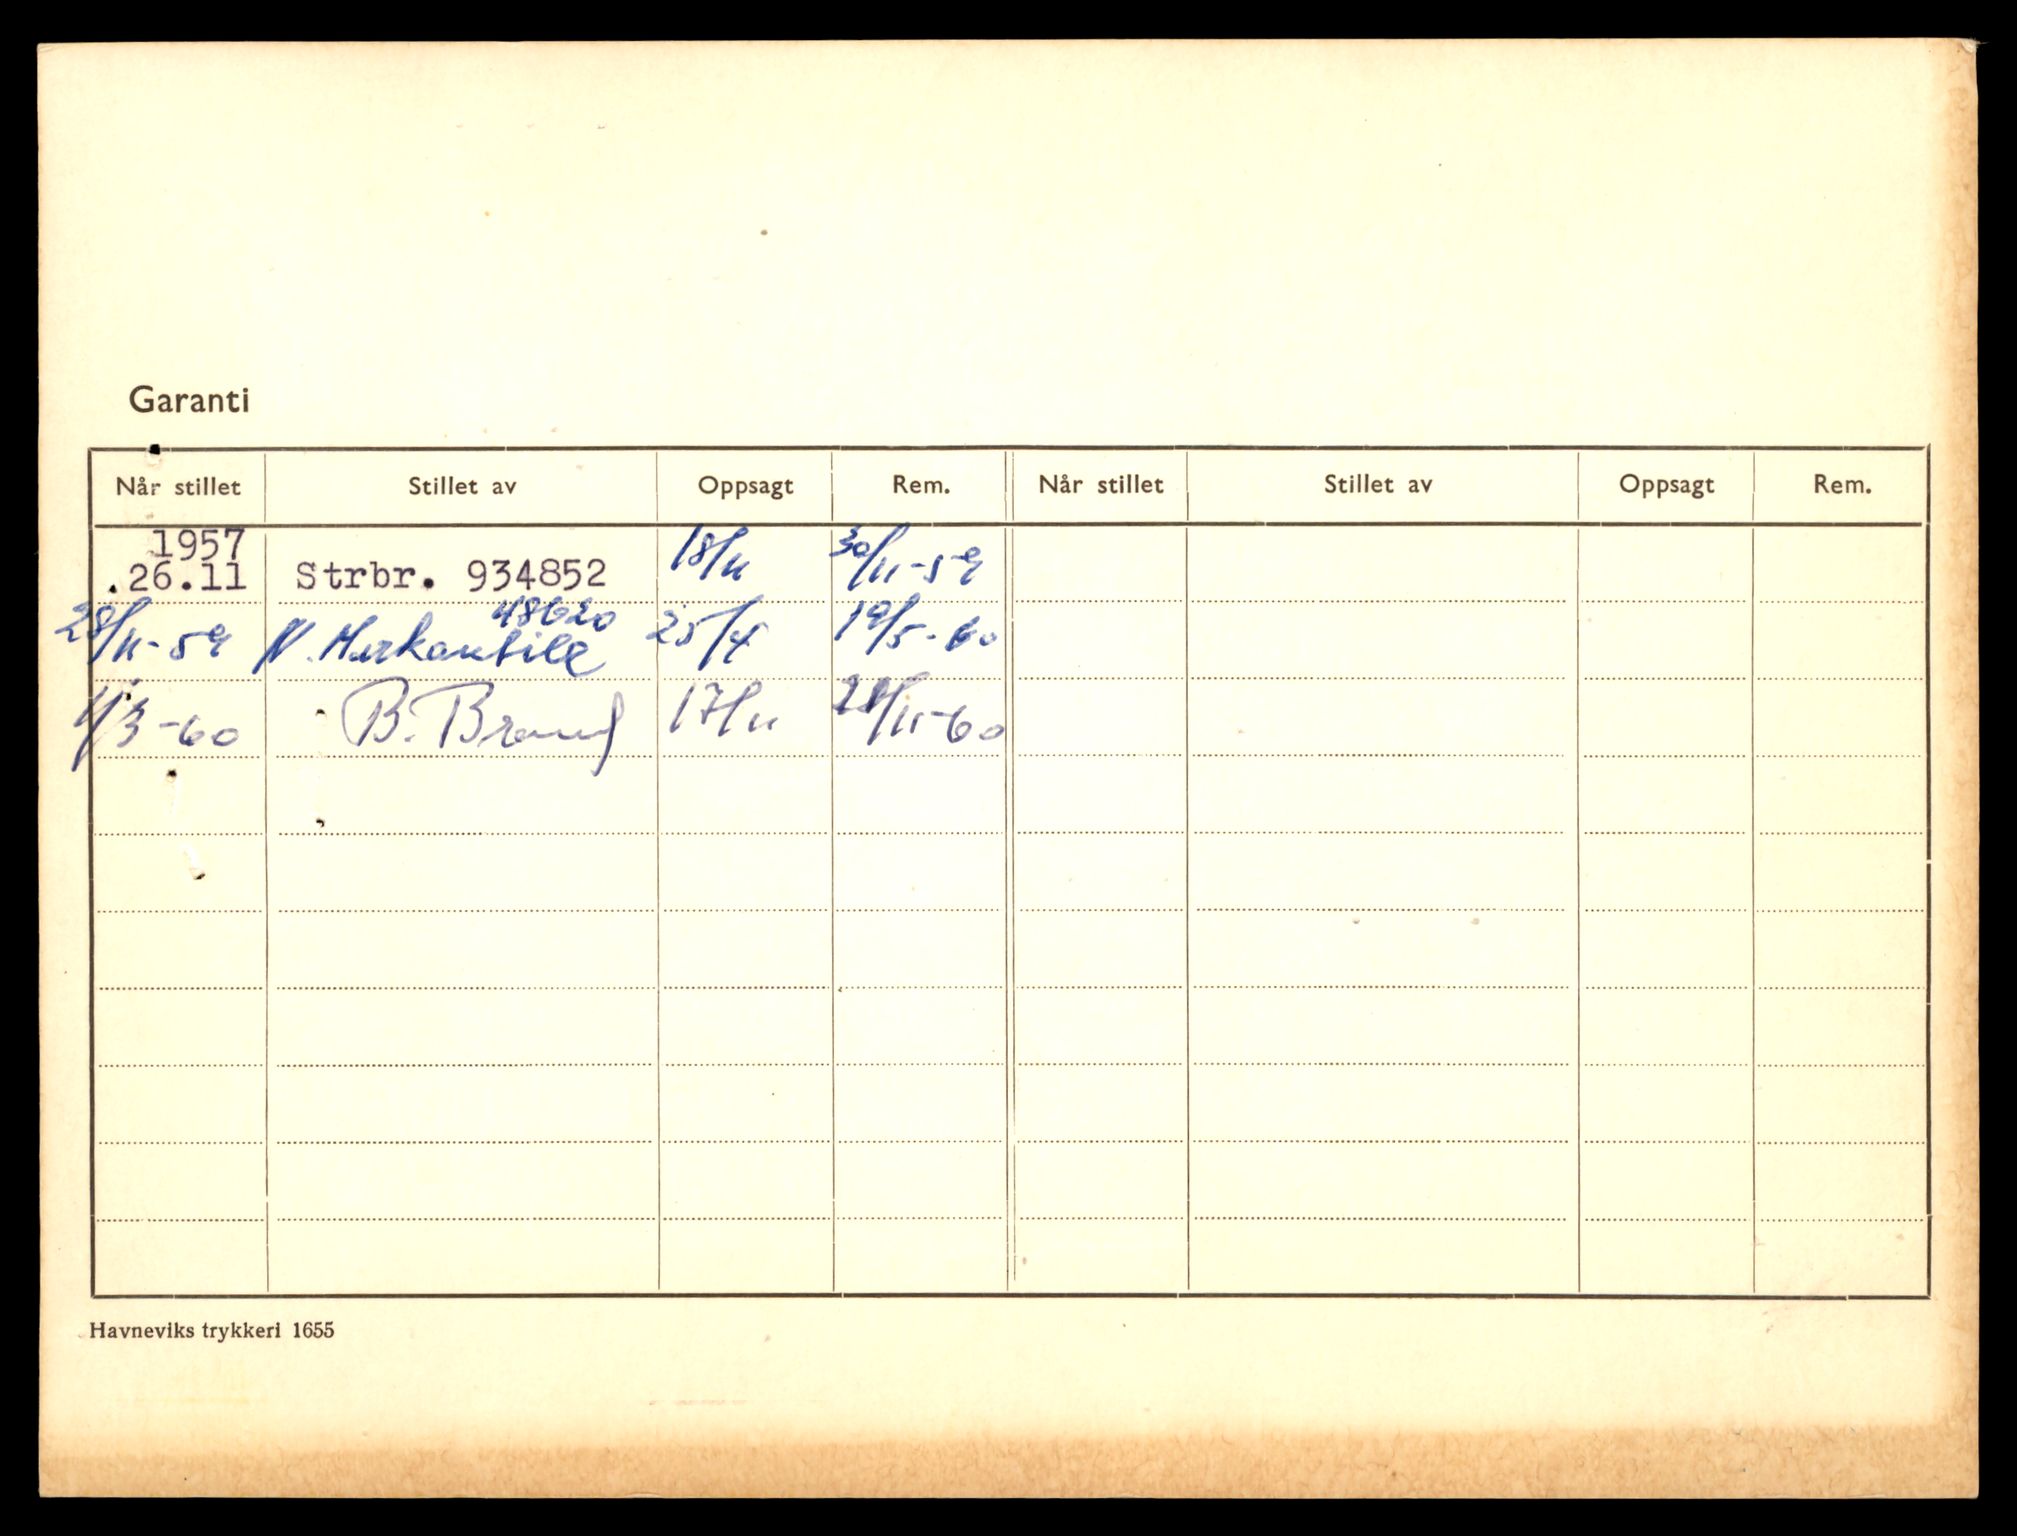 Garanti
Når stillet Stillet av Oppsagt Rem. Når stillet Stillet av Oppsagt Rem.
1957
.26.11 Strbr. 934852 18/11 30/11-59
48620
28/11-59 N. Merkantile 25/4 19/5-60
1/3-60 B. Brand 17/11 28/11-60
Havneviks trykkeri 1655